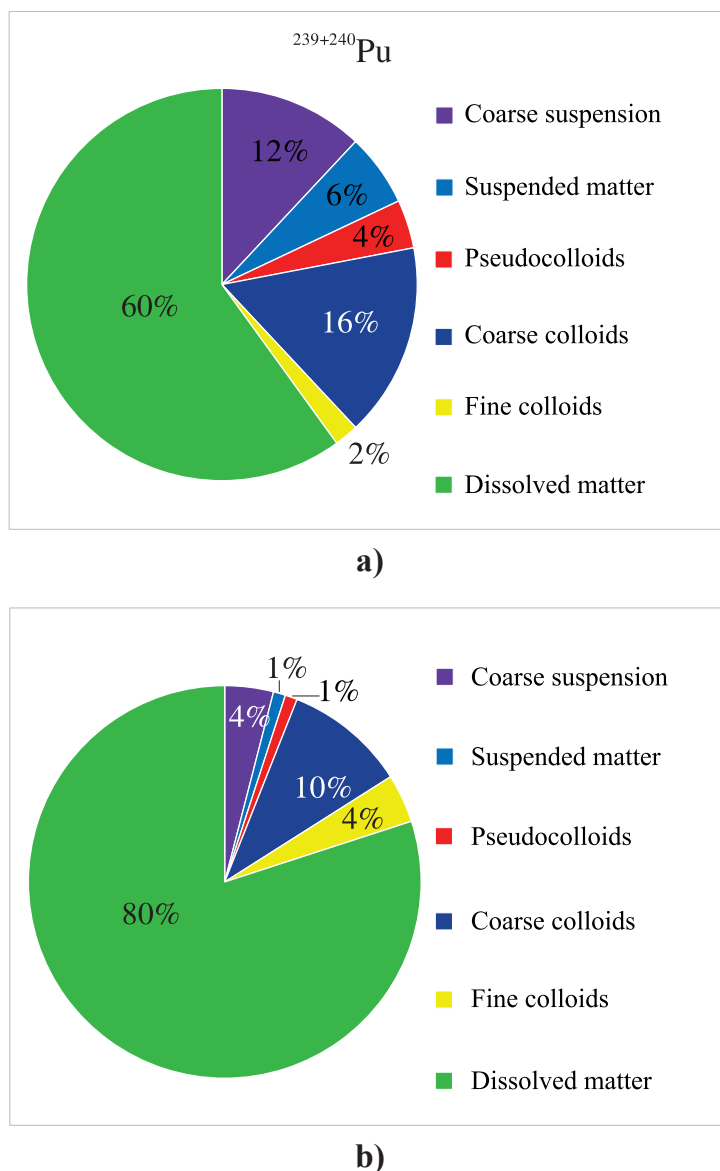 239+240Pu
12%
6%
4%
16%
2%
60%
Coarse suspension
Suspended matter
Pseudocolloids
Coarse colloids
Fine colloids
Dissolved matter
a)
1%
1%
4%
10%
4%
80%
Coarse suspension
Suspended matter
Pseudocolloids
Coarse colloids
Fine colloids
Dissolved matter
b)